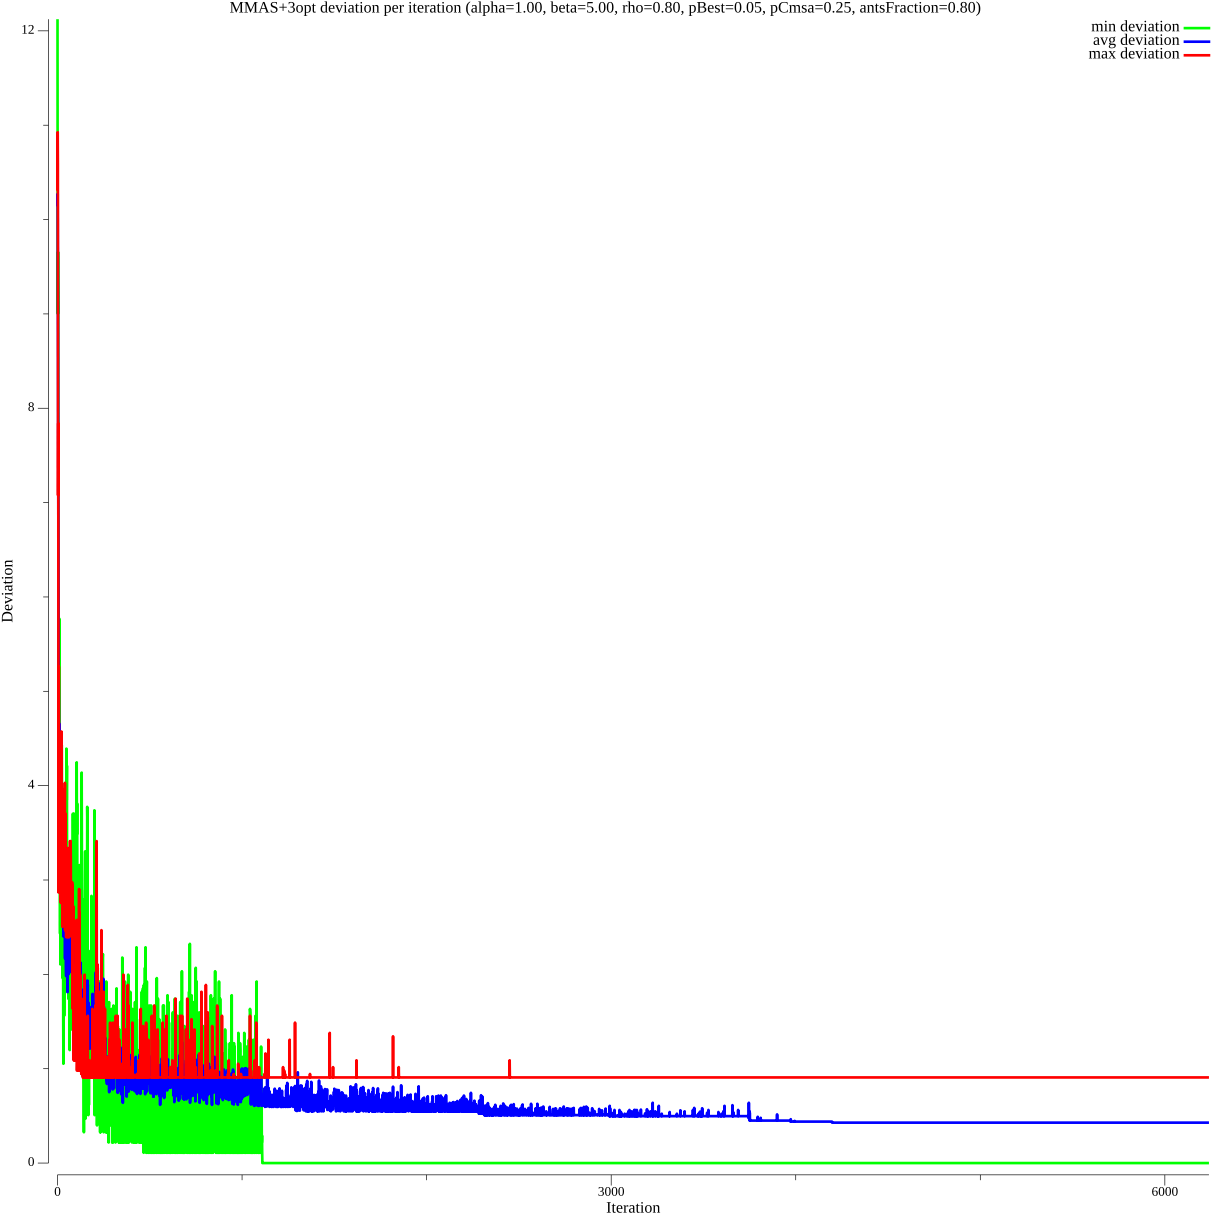 MMAS+3opt deviation per iteration (alpha=1.00, beta=5.00, rho=0.80, pBest=0.05, pCmsa=0.25, antsFraction=0.80)
min deviation
avg deviation
max deviation
12
8
4
0
Deviation
0
3000
6000
Iteration